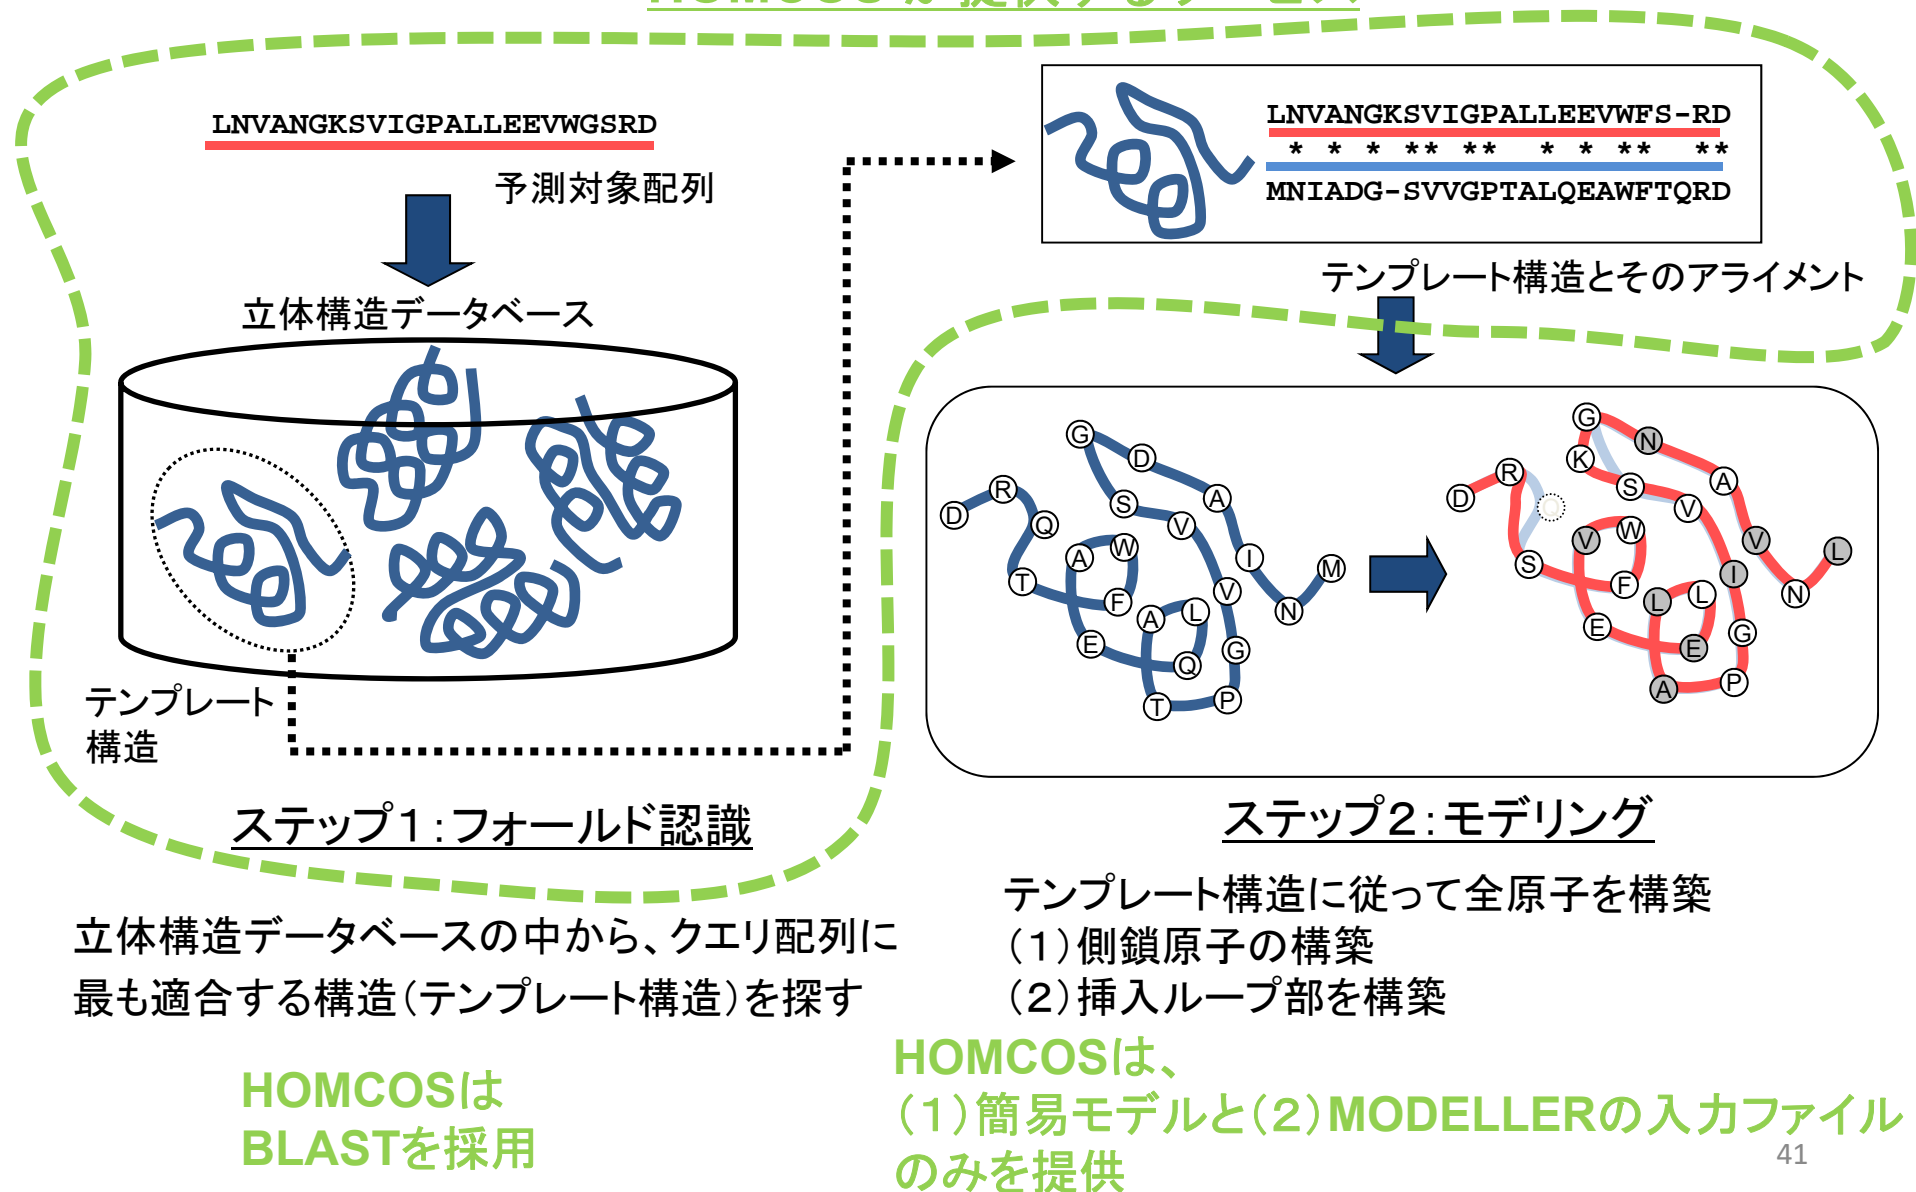 HOMCOS が提供するサービス
LNVANGKSVIGPALLEEVWGSRD
予測対象配列
立体構造データベース
テンプレート
構造
LNVANGKSVIGPALLEEVWFS-RD
* * * ** ** * * ** **
MNIADG-SVVGPTALQEAWFTQRD
テンプレート構造とそのアライメント
G D A I N M
D R Q T F W A E Q L A T P G V V S
G N A V N L
K S V I G P A L L E E F W V S R D
Q
ステップ1:フォールド認識
立体構造データベースの中から、クエリ配列に
最も適合する構造(テンプレート構造)を探す
HOMCOSは
BLASTを採用
ステップ2:モデリング
テンプレート構造に従って全原子を構築
(1)側鎖原子の構築
(2)挿入ループ部を構築
HOMCOSは、
(1)簡易モデルと(2)MODELLERの入力ファイル
のみを提供
41